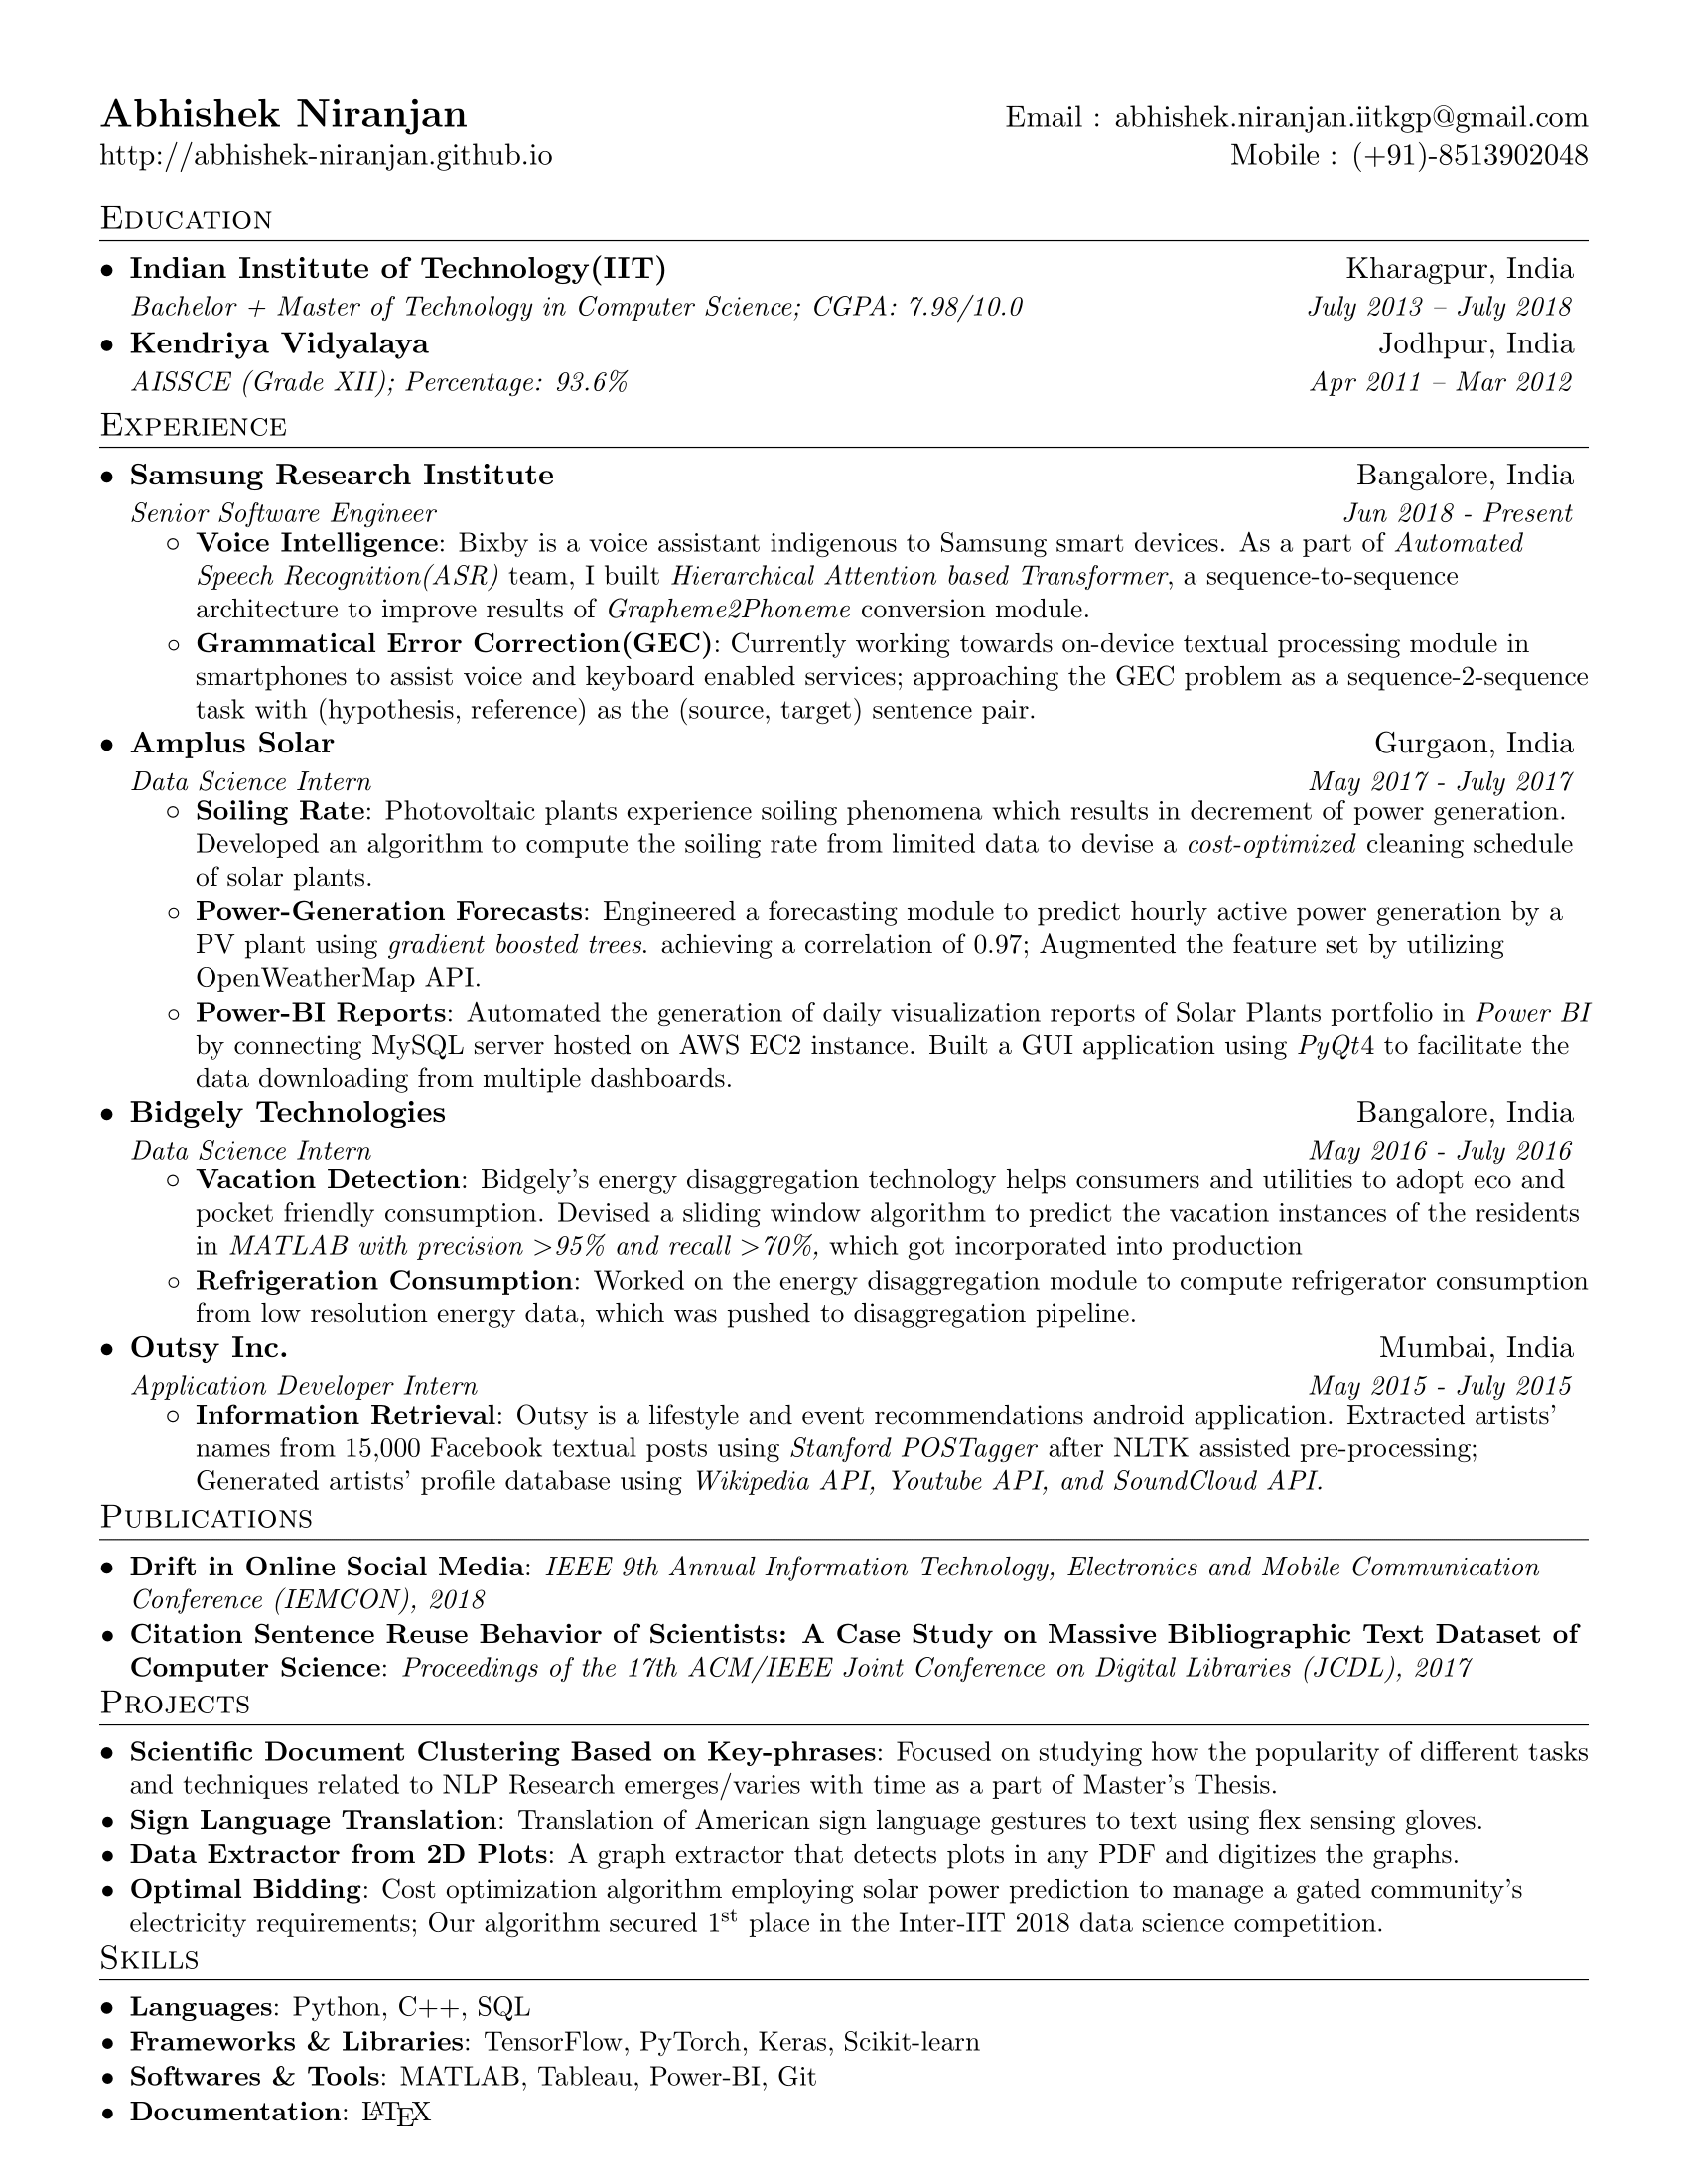 Abhishek Niranjan Email : abhishek.niranjan.iitkgp@gmail.com
http://abhishek-niranjan.github.io Mobile : (+91)-8513902048
Education
• Indian Institute of Technology(IIT) Kharagpur, India
Bachelor + Master of Technology in Computer Science; CGPA: 7.98/10.0 July 2013 – July 2018
• Kendriya Vidyalaya Jodhpur, India
AISSCE (Grade XII); Percentage: 93.6% Apr 2011 – Mar 2012
Experience
• Samsung Research Institute Bangalore, India
Senior Software Engineer Jun 2018 - Present
◦ Voice Intelligence: Bixby is a voice assistant indigenous to Samsung smart devices. As a part of Automated
Speech Recognition(ASR) team, I built Hierarchical Attention based Transformer, a sequence-to-sequence
architecture to improve results of Grapheme2Phoneme conversion module.
◦ Grammatical Error Correction(GEC): Currently working towards on-device textual processing module in
smartphones to assist voice and keyboard enabled services; approaching the GEC problem as a sequence-2-sequence
task with (hypothesis, reference) as the (source, target) sentence pair.
• Amplus Solar Gurgaon, India
Data Science Intern May 2017 - July 2017
◦ Soiling Rate: Photovoltaic plants experience soiling phenomena which results in decrement of power generation.
Developed an algorithm to compute the soiling rate from limited data to devise a cost-optimized cleaning schedule
of solar plants.
◦ Power-Generation Forecasts: Engineered a forecasting module to predict hourly active power generation by a
PV plant using gradient boosted trees. achieving a correlation of 0.97; Augmented the feature set by utilizing
OpenWeatherMap API.
◦ Power-BI Reports: Automated the generation of daily visualization reports of Solar Plants portfolio in Power BI
by connecting MySQL server hosted on AWS EC2 instance. Built a GUI application using PyQt4 to facilitate the
data downloading from multiple dashboards.
• Bidgely Technologies Bangalore, India
Data Science Intern May 2016 - July 2016
◦ Vacation Detection: Bidgely's energy disaggregation technology helps consumers and utilities to adopt eco and
pocket friendly consumption. Devised a sliding window algorithm to predict the vacation instances of the residents
in MATLAB with precision >95% and recall >70%, which got incorporated into production
◦ Refrigeration Consumption: Worked on the energy disaggregation module to compute refrigerator consumption
from low resolution energy data, which was pushed to disaggregation pipeline.
• Outsy Inc. Mumbai, India
Application Developer Intern May 2015 - July 2015
◦ Information Retrieval: Outsy is a lifestyle and event recommendations android application. Extracted artists'
names from 15,000 Facebook textual posts using Stanford POSTagger after NLTK assisted pre-processing;
Generated artists' profile database using Wikipedia API, Youtube API, and SoundCloud API.
Publications
• Drift in Online Social Media: IEEE 9th Annual Information Technology, Electronics and Mobile Communication
Conference (IEMCON), 2018
• Citation Sentence Reuse Behavior of Scientists: A Case Study on Massive Bibliographic Text Dataset of
Computer Science: Proceedings of the 17th ACM/IEEE Joint Conference on Digital Libraries (JCDL), 2017
Projects
• Scientific Document Clustering Based on Key-phrases: Focused on studying how the popularity of different tasks
and techniques related to NLP Research emerges/varies with time as a part of Master's Thesis.
• Sign Language Translation: Translation of American sign language gestures to text using flex sensing gloves.
• Data Extractor from 2D Plots: A graph extractor that detects plots in any PDF and digitizes the graphs.
• Optimal Bidding: Cost optimization algorithm employing solar power prediction to manage a gated community's
electricity requirements; Our algorithm secured 1st place in the Inter-IIT 2018 data science competition.
Skills
• Languages: Python, C++, SQL
• Frameworks & Libraries: TensorFlow, PyTorch, Keras, Scikit-learn
• Softwares & Tools: MATLAB, Tableau, Power-BI, Git
• Documentation: LATEX